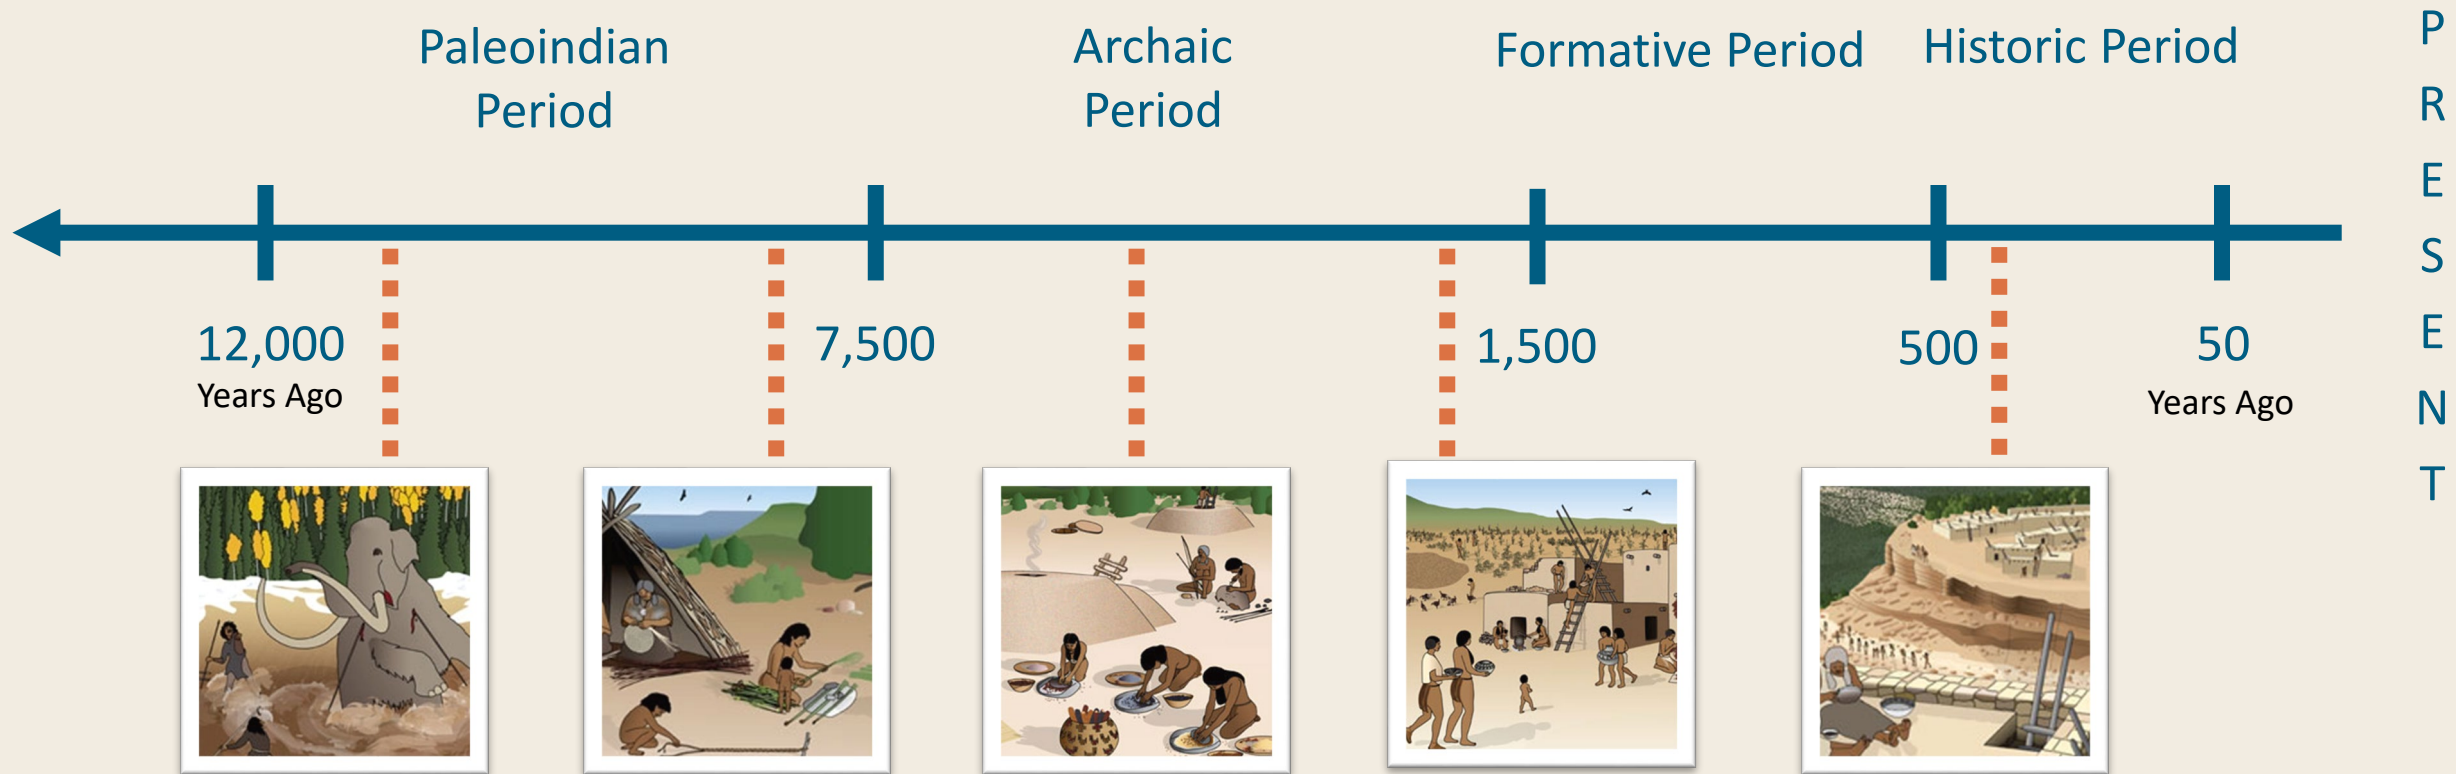 Paleoindian
Period
Archaic
Period
Formative Period
Historic Period
12,000
Years Ago
7,500
1,500
500
50
Years Ago
P
R
E
S
E
N
T